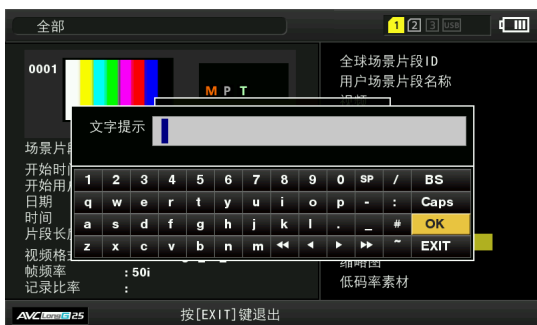 全部
1 2 3 USB
0001
M P T
全球场景片段ID
用户场景片段名称
文字提示
场景片
开始时
开始用
日期
时间
片段长
视频格
帧频率 : 50i
记录比率 :
1 2 3 4 5 6 7 8 9 0 SP / BS
q w e r t y u i o p - : Caps
a s d f g h j k l . _ # OK
z x c v b n m ◀◀ ◀ ▶ ▶▶ ~ EXIT
缩略图
低码率素材
AVC LongG 25
按[EXIT]键退出